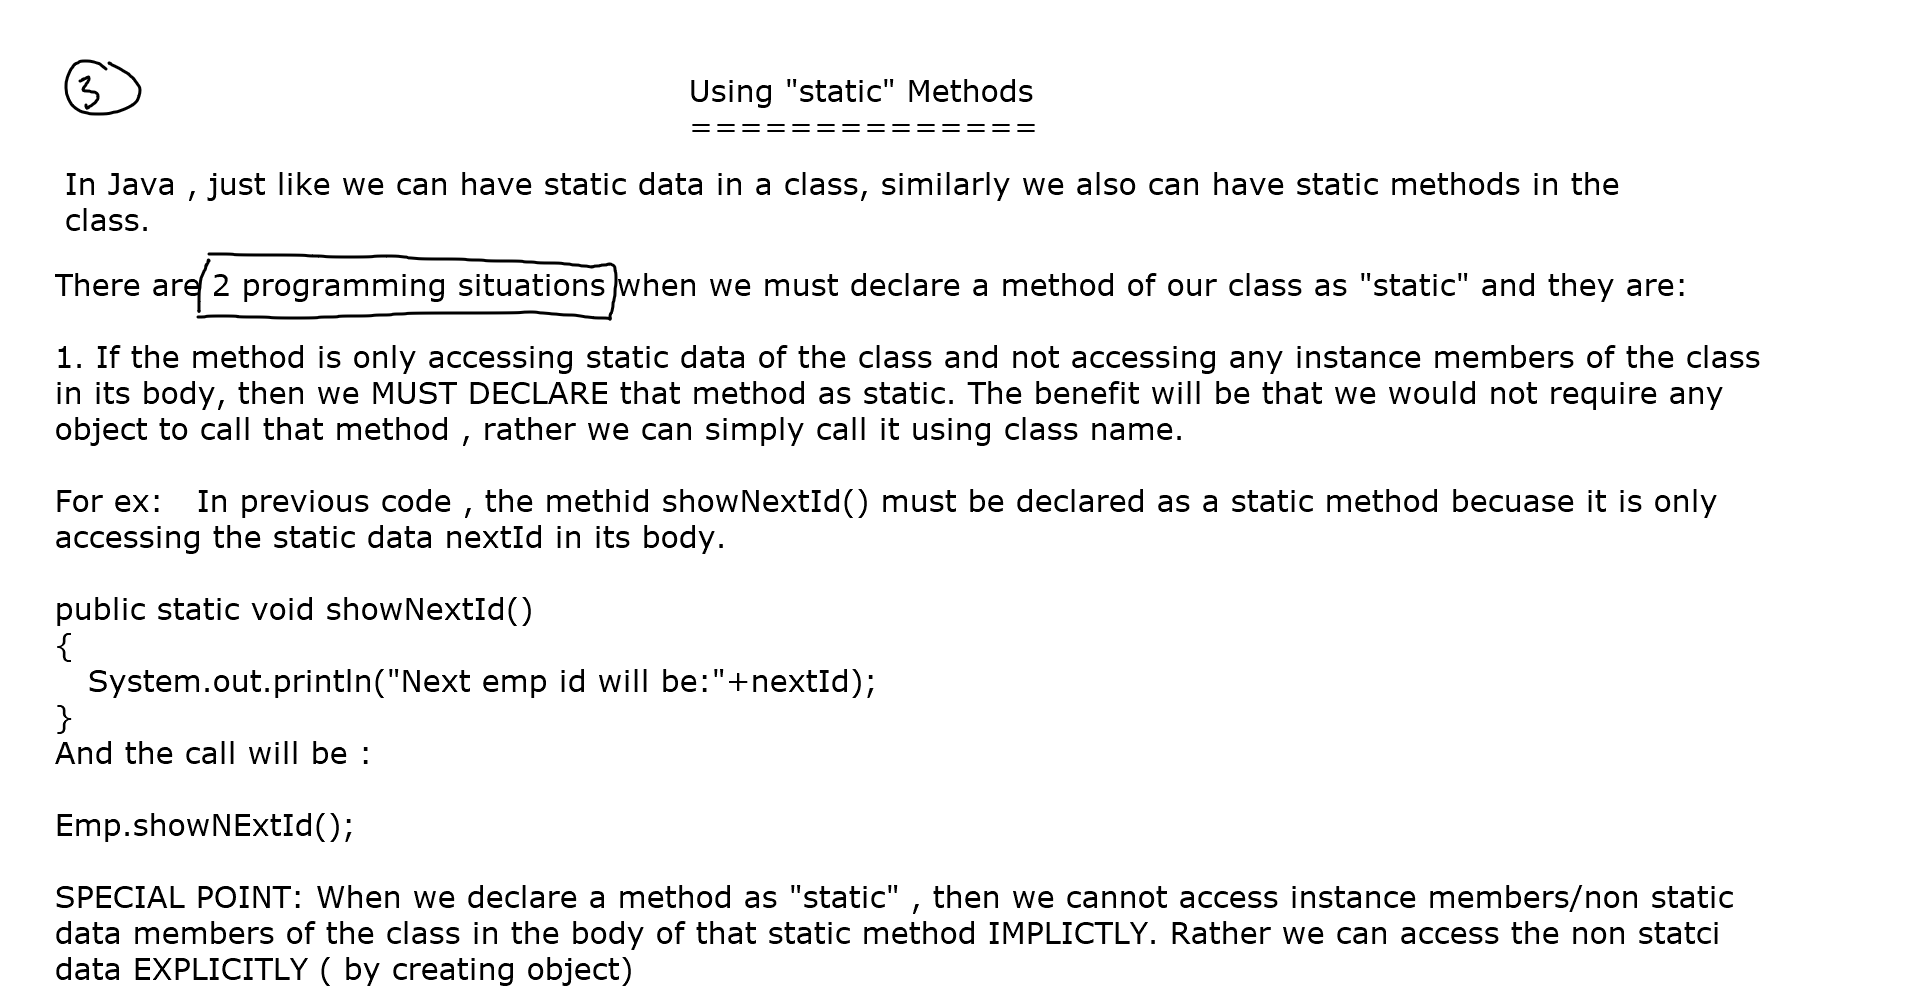 3
Using "static" Methods
==============
In Java , just like we can have static data in a class, similarly we also can have static methods in the
class.
There are 2 programming situations when we must declare a method of our class as "static" and they are:
1. If the method is only accessing static data of the class and not accessing any instance members of the class
in its body, then we MUST DECLARE that method as static. The benefit will be that we would not require any
object to call that method , rather we can simply call it using class name.
For ex:   In previous code , the methid showNextId() must be declared as a static method becuase it is only
accessing the static data nextId in its body.
public static void showNextId()
{
System.out.println("Next emp id will be:"+nextId);
}
And the call will be :
Emp.showNExtId();
SPECIAL POINT: When we declare a method as "static" , then we cannot access instance members/non static
data members of the class in the body of that static method IMPLICTLY. Rather we can access the non statci
data EXPLICITLY ( by creating object)